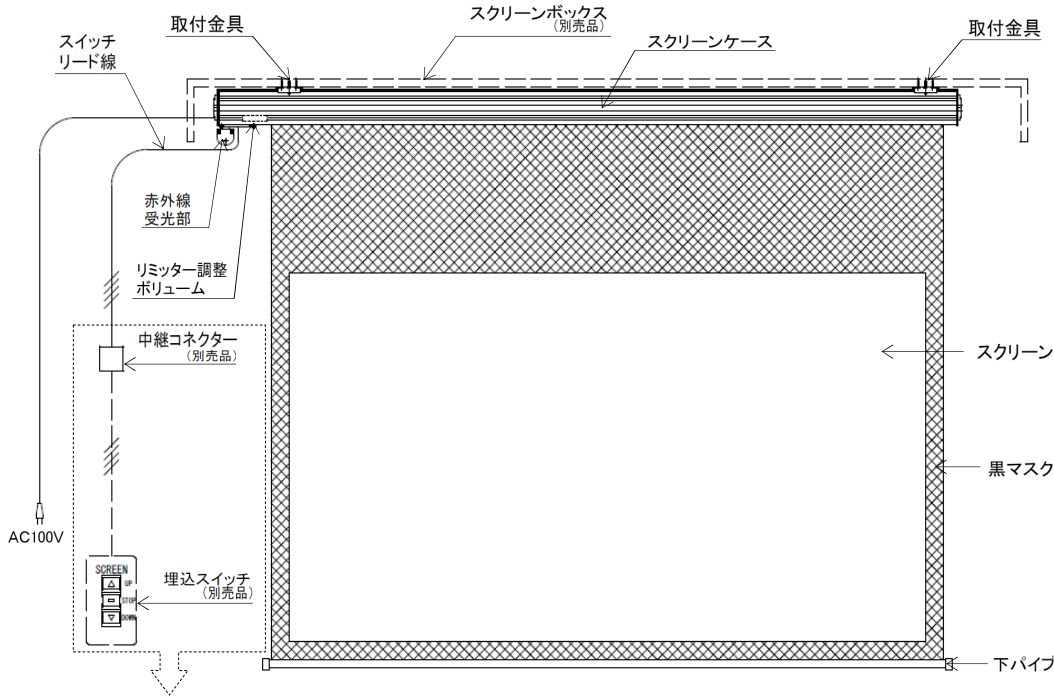 スクリーンボックス
(別売品)
取付金具
取付金具
スイッチ
リード線
スクリーンケース
赤外線
受光部
リミッター調整
ボリューム
中継コネクター
(別売品)
スクリーン
黒マスク
AC100V
SCREEN
UP
STOP
DOWN
埋込スイッチ
(別売品)
下パイプ